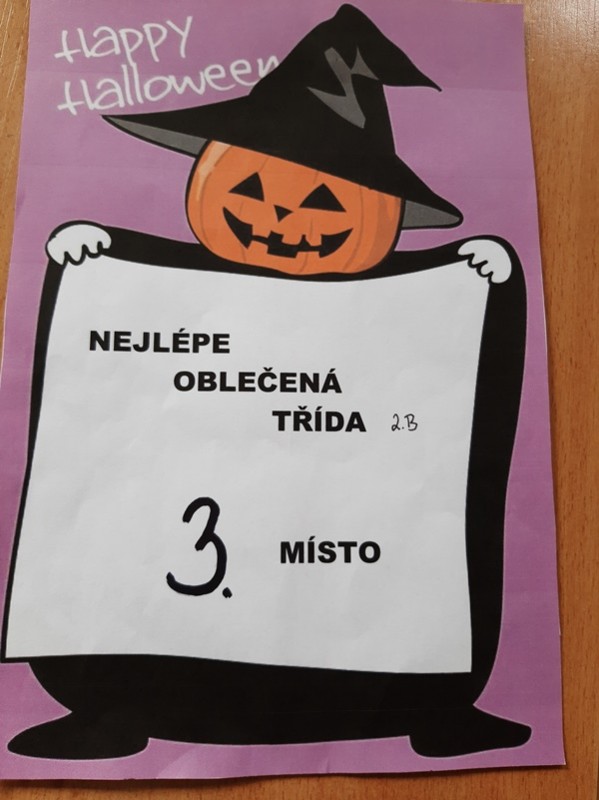 Happy
Halloween
NEJLÉPE
OBLEČENÁ
TŘÍDA 2.B
3. MÍSTO